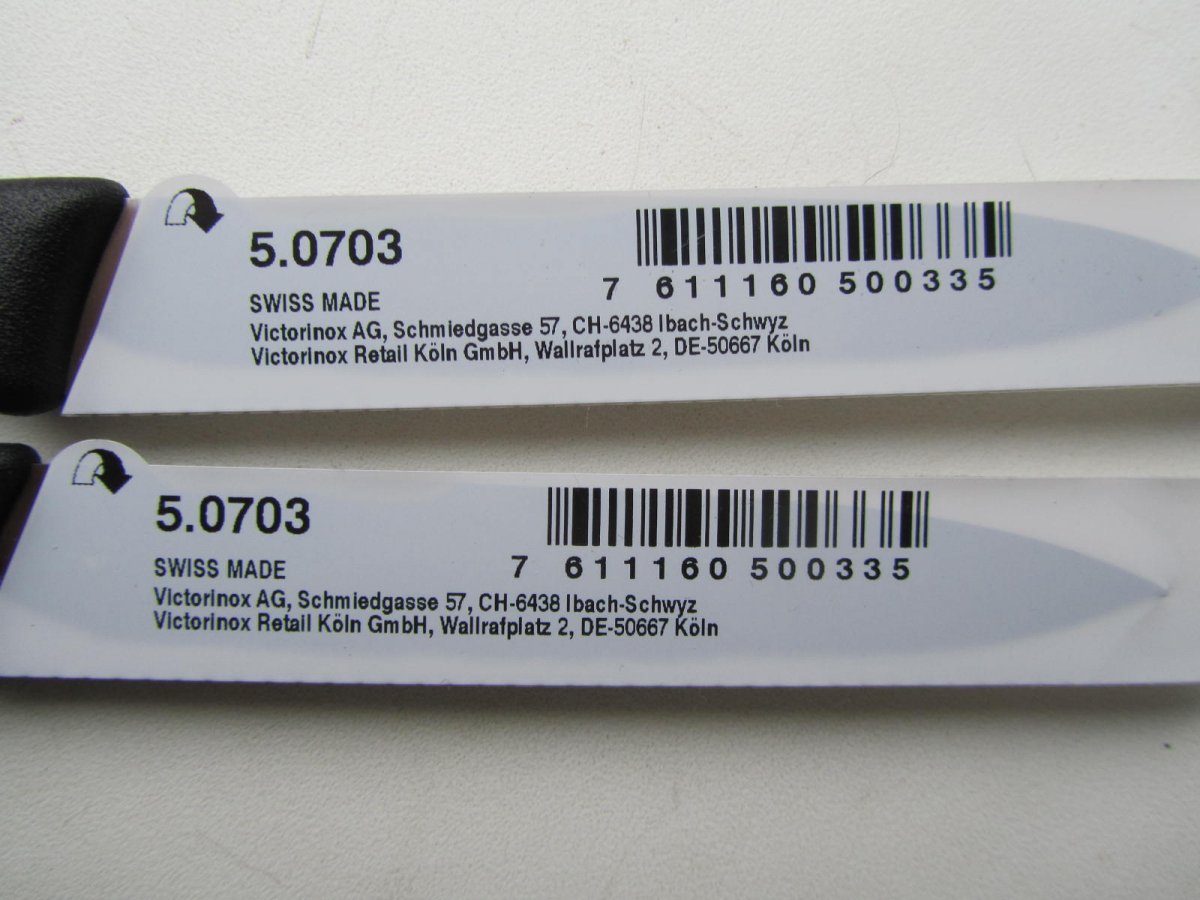 5.0703
7 611160 500335
SWISS MADE
Victorinox AG, Schmiedgasse 57, CH-6438 Ibach-Schwyz
Victorinox Retail Köln GmbH, Wallrafplatz 2, DE-50667 Köln
5.0703
7 611160 500335
SWISS MADE
Victorinox AG, Schmiedgasse 57, CH-6438 Ibach-Schwyz
Victorinox Retail Köln GmbH, Wallrafplatz 2, DE-50667 Köln